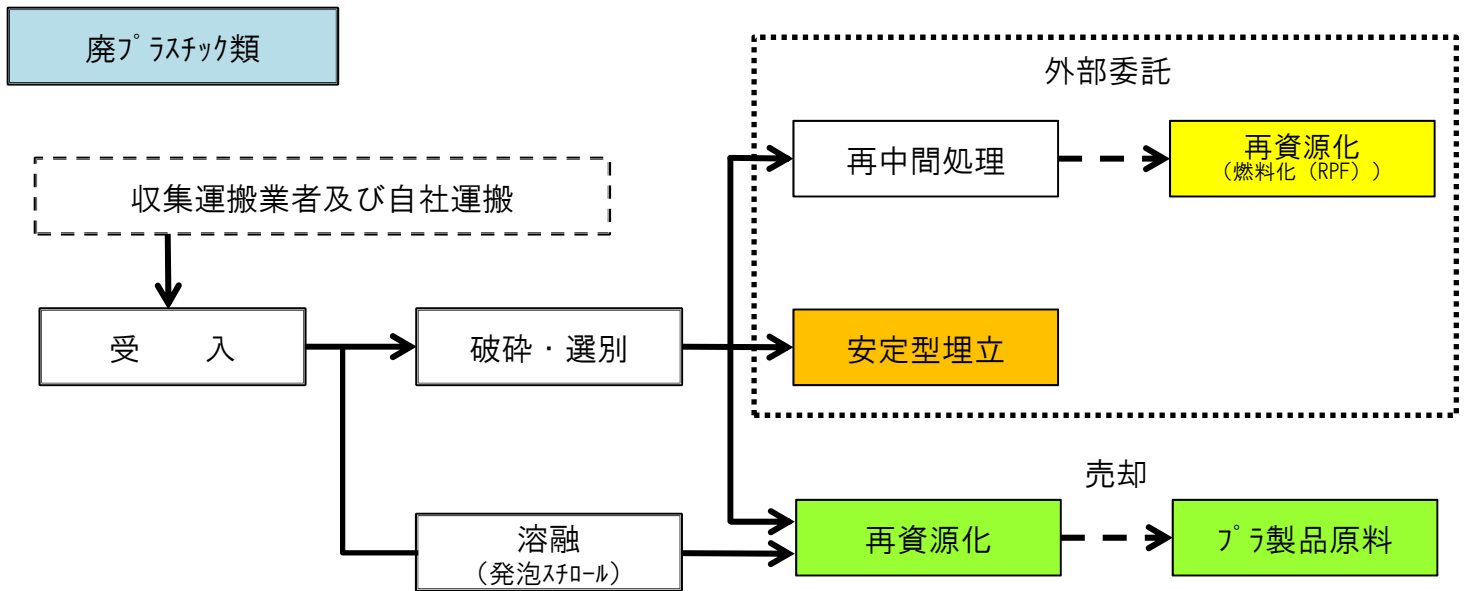 廃ﾌﾟﾗｽﾁｯｸ類
外部委託
収集運搬業者及び自社運搬
再中間処理
再資源化
（燃料化（RPF））
受　　入
破砕・選別
安定型埋立
売却
溶融
（発泡ｽﾁﾛｰﾙ）
再資源化
ﾌﾟﾗ製品原料